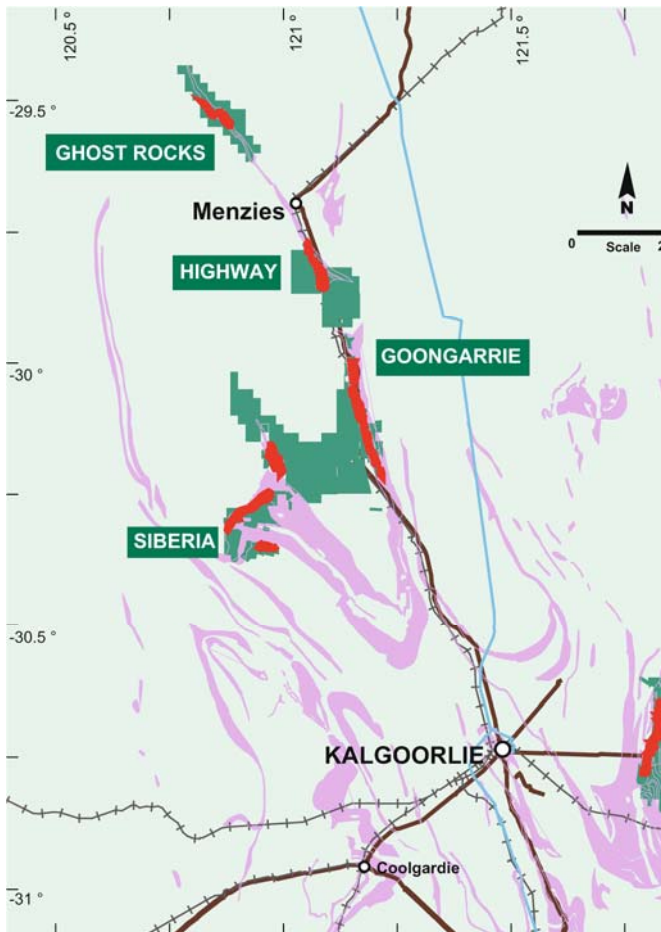 120.5 °
121 °
121.5 °
-29.5 °
GHOST ROCKS
Menzies
N
0
2
Scale
HIGHWAY
-30 °
GOONGARRIE
SIBERIA
-30.5 °
KALGOORLIE
Coolgardie
-31 °